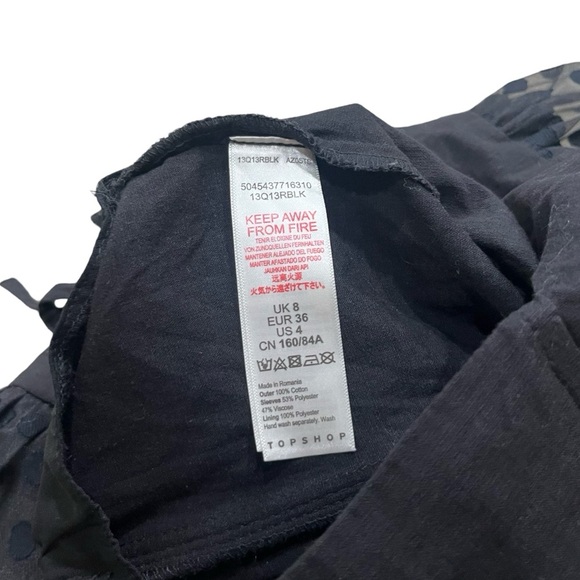 13Q13RBLK AZ0ST
5045437716310
13Q13RBLK
KEEP AWAY
FROM FIRE
TENIR ELOIGNE DU FEU
VON ZUNDQUELLEN FERNHALTEN
MANTENER ALEJADO DEL FUEGO
MANTER AFASTADO DO FOGO
JAUHKAN DARI API
远离火源
火気から遠ざけて下さい。
UK 8
EUR 36
US 4
CN 160/84A
Made in Romania
Outer 100% Cotton
Sleeves 53% Polyester
47% Viscose
Lining 100% Polyester
Hand wash separately. Wash
TOPSHOP